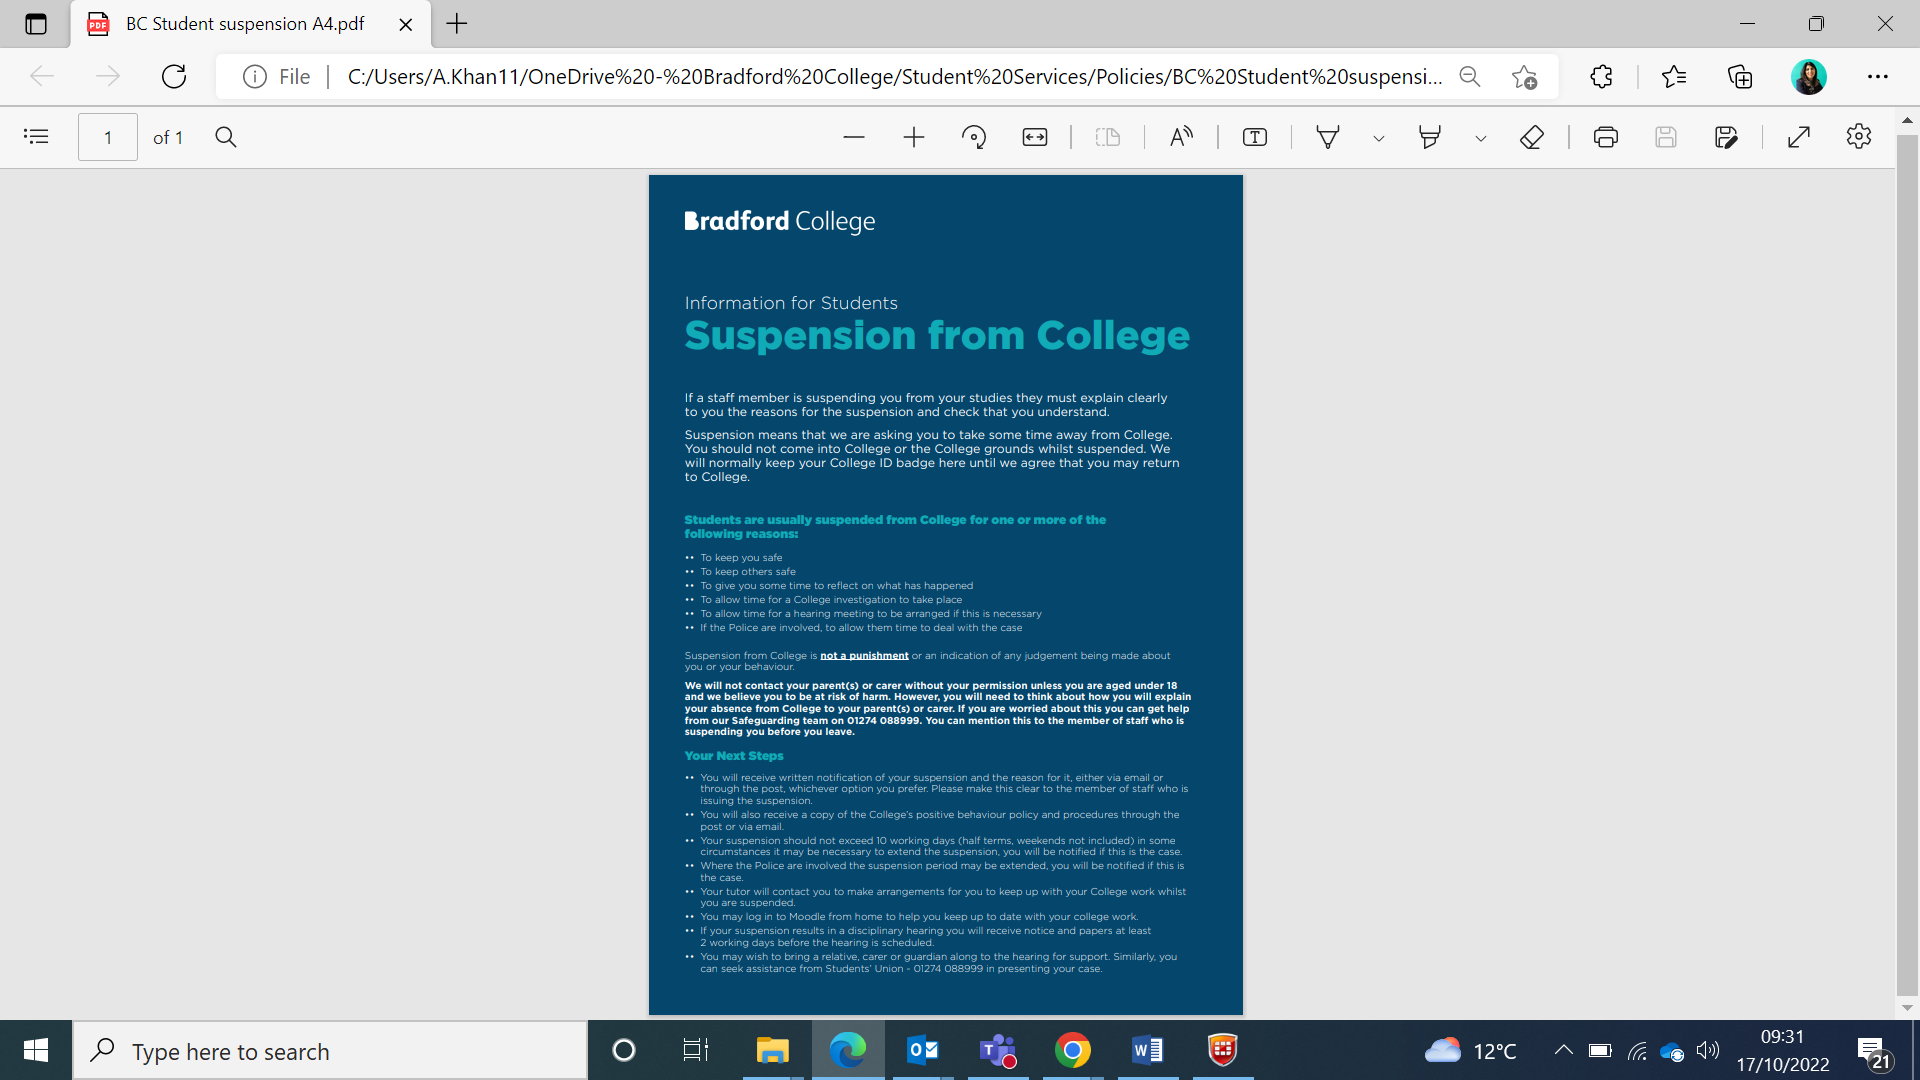 BC Student suspension A4.pdf
File
C:/Users/A.Khan11/OneDrive%20-%20Bradford%20College/Student%20Services/Policies/BC%20Student%20suspensi...
1 of 1
Bradford College
Information for Students
Suspension from College
If a staff member is suspending you from your studies they must explain clearly
to you the reasons for the suspension and check that you understand.
Suspension means that we are asking you to take some time away from College.
You should not come into College or the College grounds whilst suspended. We
will normally keep your College ID badge here until we agree that you may return
to College.
Students are usually suspended from College for one or more of the
following reasons:
•• To keep you safe
•• To keep others safe
•• To give you some time to reflect on what has happened
•• To allow time for a College investigation to take place
•• To allow time for a hearing meeting to be arranged if this is necessary
•• If the Police are involved, to allow them time to deal with the case
Suspension from College is not a punishment or an indication of any judgement being made about
you or your behaviour.
We will not contact your parent(s) or carer without your permission unless you are aged under 18
and we believe you to be at risk of harm. However, you will need to think about how you will explain
your absence from College to your parent(s) or carer. If you are worried about this you can get help
from our Safeguarding team on 01274 088999. You can mention this to the member of staff who is
suspending you before you leave.
Your Next Steps
•• You will receive written notification of your suspension and the reason for it, either via email or
through the post, whichever option you prefer. Please make this clear to the member of staff who is
issuing the suspension.
•• You will also receive a copy of the College's positive behaviour policy and procedures through the
post or via email.
•• Your suspension should not exceed 10 working days (half terms, weekends not included) in some
circumstances it may be necessary to extend the suspension, you will be notified if this is the case.
•• Where the Police are involved the suspension period may be extended, you will be notified if this is
the case.
•• Your tutor will contact you to make arrangements for you to keep up with your College work whilst
you are suspended.
•• You may log in to Moodle from home to help you keep up to date with your college work.
•• If your suspension results in a disciplinary hearing you will receive notice and papers at least
2 working days before the hearing is scheduled.
•• You may wish to bring a relative, carer or guardian along to the hearing for support. Similarly, you
can seek assistance from Students' Union - 01274 088999 in presenting your case.
Type here to search
12°C
09:31
17/10/2022
21